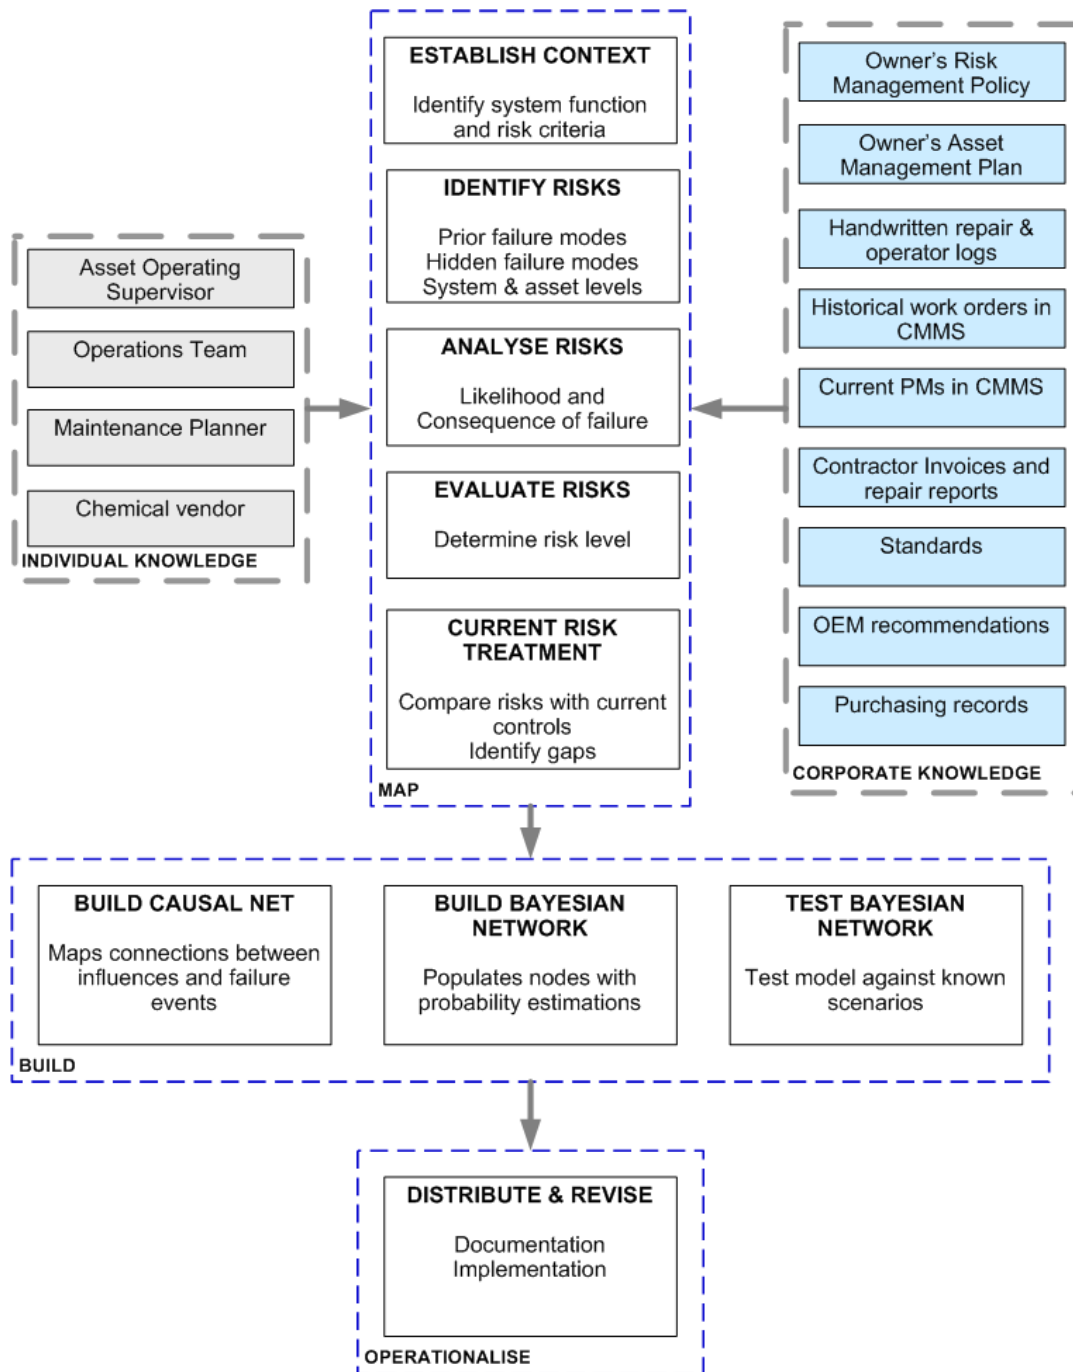 ESTABLISH CONTEXT
Identify system function
and risk criteria
IDENTIFY RISKS
Prior failure modes
Hidden failure modes
System & asset levels
ANALYSE RISKS
Likelihood and
Consequence of failure
EVALUATE RISKS
Determine risk level
CURRENT RISK
TREATMENT
Compare risks with current
controls
Identify gaps
MAP
Asset Operating
Supervisor
Operations Team
Maintenance Planner
Chemical vendor
INDIVIDUAL KNOWLEDGE
Owner's Risk
Management Policy
Owner's Asset
Management Plan
Handwritten repair &
operator logs
Historical work orders in
CMMS
Current PMs in CMMS
Contractor Invoices and
repair reports
Standards
OEM recommendations
Purchasing records
CORPORATE KNOWLEDGE
BUILD CAUSAL NET
Maps connections between
influences and failure
events
BUILD BAYESIAN
NETWORK
Populates nodes with
probability estimations
TEST BAYESIAN
NETWORK
Test model against known
scenarios
BUILD
DISTRIBUTE & REVISE
Documentation
Implementation
OPERATIONALISE